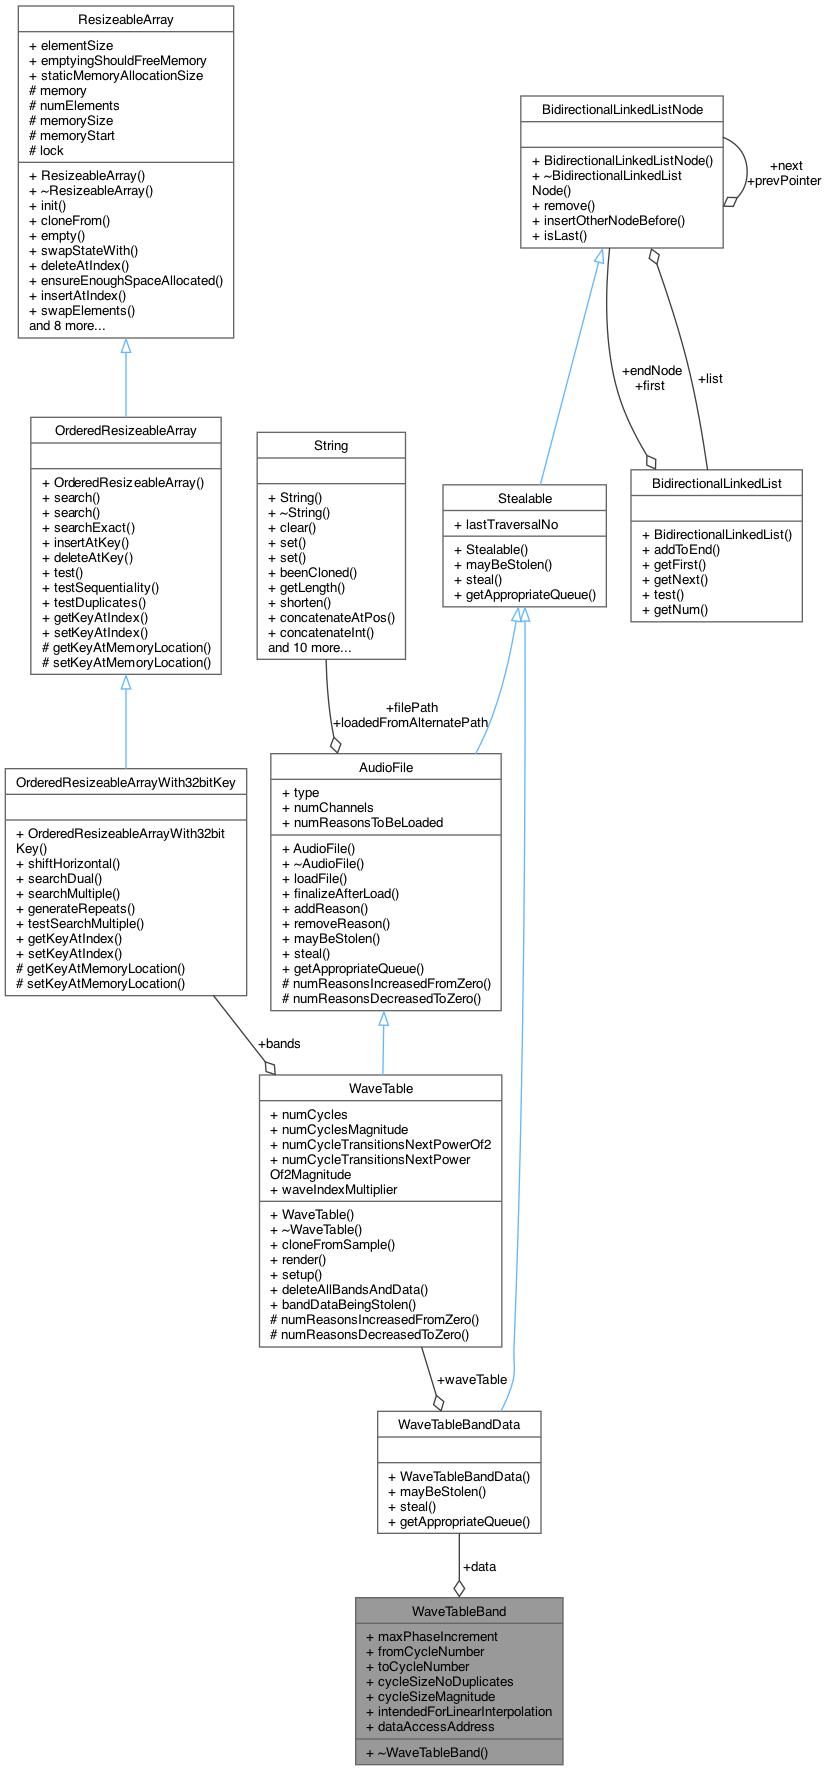 ResizeableArray
+ elementSize
+ emptyingShouldFreeMemory
+ staticMemoryAllocationSize
# memory
# numElements
# memorySize
# memoryStart
# lock
+ ResizeableArray()
+ ~ResizeableArray()
+ init()
+ cloneFrom()
+ empty()
+ swapStateWith()
+ deleteAtIndex()
+ ensureEnoughSpaceAllocated()
+ insertAtIndex()
+ swapElements()
and 8 more...
BidirectionalLinkedListNode
+ BidirectionalLinkedListNode()
+ ~BidirectionalLinkedList
Node()
+ remove()
+ insertOtherNodeBefore()
+ isLast()
+next
+prevPointer
+endNode
+first
+list
OrderedResizeableArray
+ OrderedResizeableArray()
+ search()
+ search()
+ searchExact()
+ insertAtKey()
+ deleteAtKey()
+ test()
+ testSequentiality()
+ testDuplicates()
+ getKeyAtIndex()
+ setKeyAtIndex()
# getKeyAtMemoryLocation()
# setKeyAtMemoryLocation()
String
+ String()
+ ~String()
+ clear()
+ set()
+ set()
+ beenCloned()
+ getLength()
+ shorten()
+ concatenateAtPos()
+ concatenateInt()
and 10 more...
Stealable
+ lastTraversalNo
+ Stealable()
+ mayBeStolen()
+ steal()
+ getAppropriateQueue()
BidirectionalLinkedList
+ BidirectionalLinkedList()
+ addToEnd()
+ getFirst()
+ getNext()
+ test()
+ getNum()
+filePath
+loadedFromAlternatePath
OrderedResizeableArrayWith32bitKey
+ OrderedResizeableArrayWith32bit
Key()
+ shiftHorizontal()
+ searchDual()
+ searchMultiple()
+ generateRepeats()
+ testSearchMultiple()
+ getKeyAtIndex()
+ setKeyAtIndex()
# getKeyAtMemoryLocation()
# setKeyAtMemoryLocation()
AudioFile
+ type
+ numChannels
+ numReasonsToBeLoaded
+ AudioFile()
+ ~AudioFile()
+ loadFile()
+ finalizeAfterLoad()
+ addReason()
+ removeReason()
+ mayBeStolen()
+ steal()
+ getAppropriateQueue()
# numReasonsIncreasedFromZero()
# numReasonsDecreasedToZero()
+bands
WaveTable
+ numCycles
+ numCyclesMagnitude
+ numCycleTransitionsNextPowerOf2
+ numCycleTransitionsNextPower
Of2Magnitude
+ waveIndexMultiplier
+ WaveTable()
+ ~WaveTable()
+ cloneFromSample()
+ render()
+ setup()
+ deleteAllBandsAndData()
+ bandDataBeingStolen()
# numReasonsIncreasedFromZero()
# numReasonsDecreasedToZero()
+waveTable
WaveTableBandData
+ WaveTableBandData()
+ mayBeStolen()
+ steal()
+ getAppropriateQueue()
+data
WaveTableBand
+ maxPhaseIncrement
+ fromCycleNumber
+ toCycleNumber
+ cycleSizeNoDuplicates
+ cycleSizeMagnitude
+ intendedForLinearInterpolation
+ dataAccessAddress
+ ~WaveTableBand()